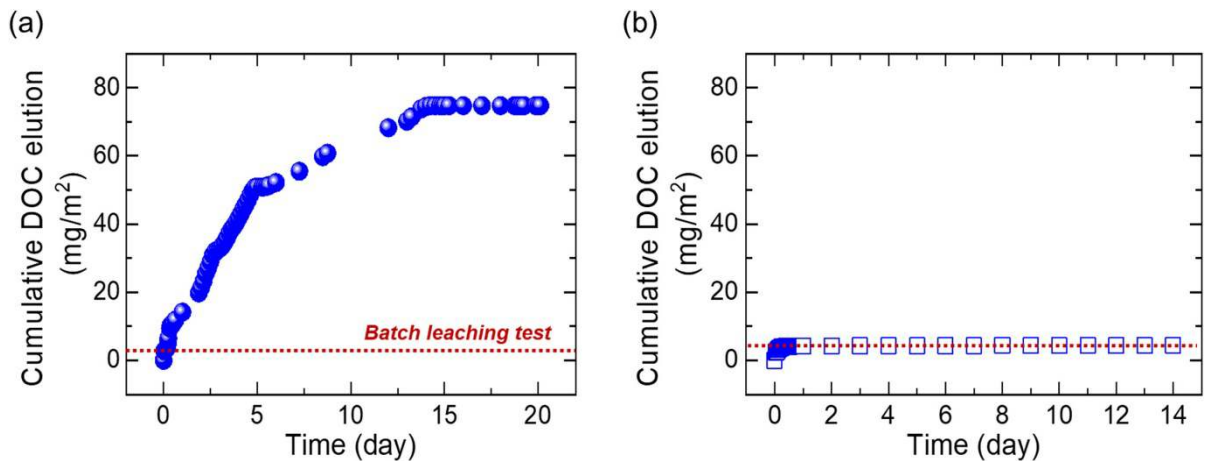 (a)
(b)
Cumulative DOC elution
(mg/m²)
80
60
40
20
0
Batch leaching test
0 5 10 15 20
Time (day)
Cumulative DOC elution
(mg/m²)
80
60
40
20
0
0 2 4 6 8 10 12 14
Time (day)